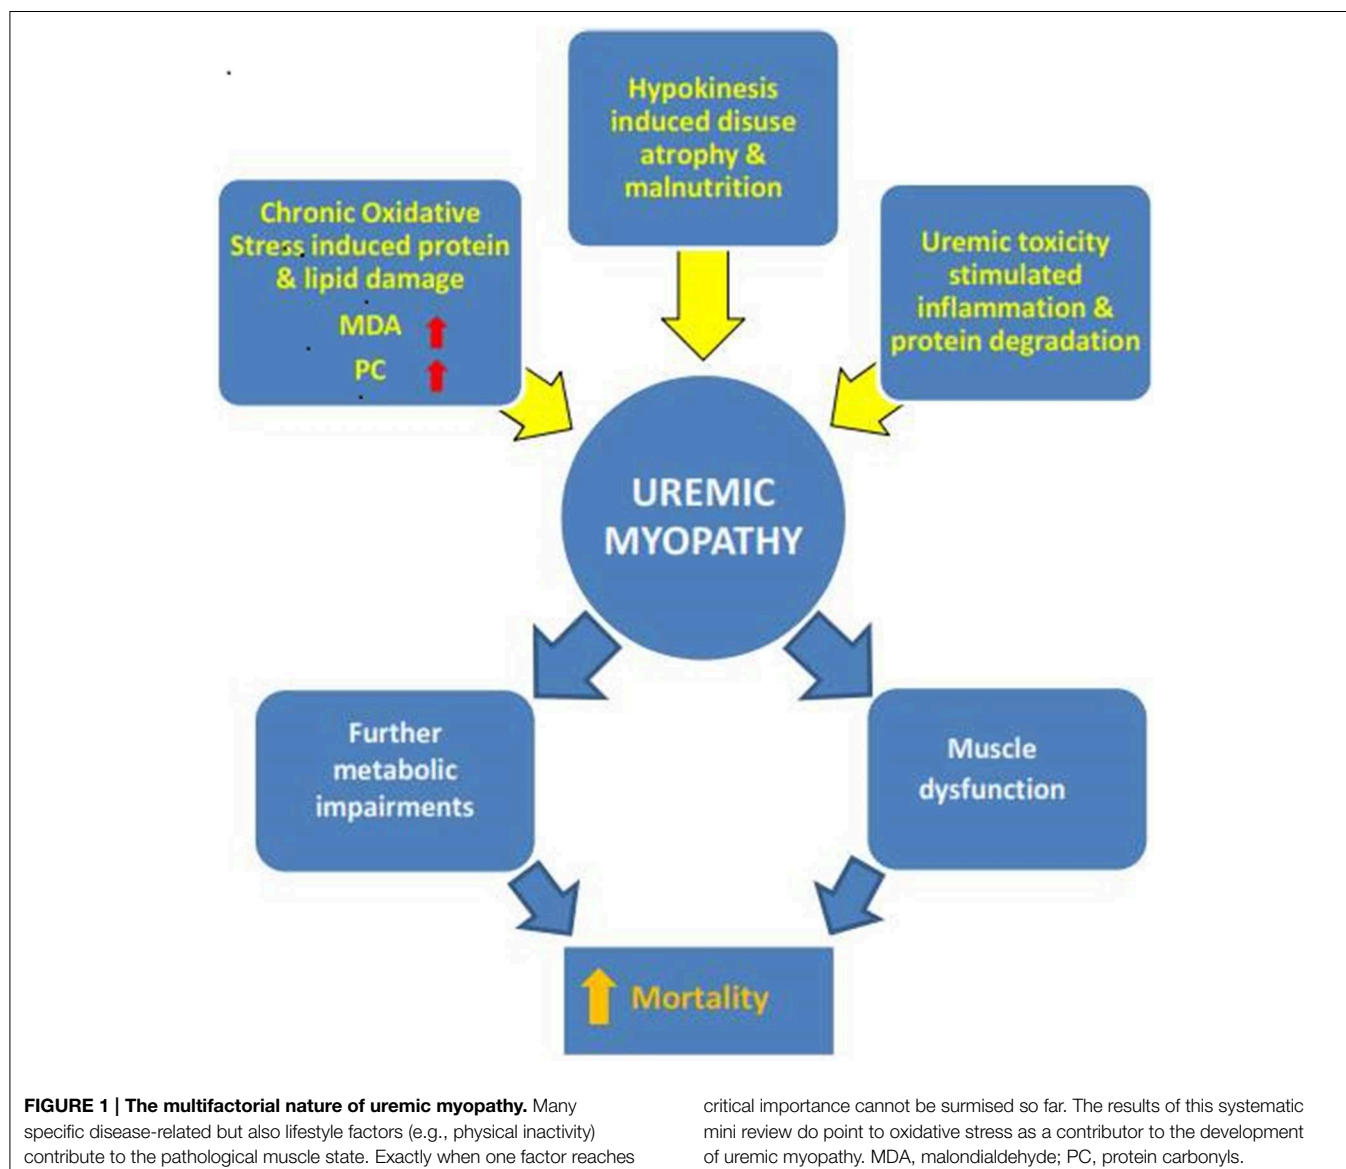 Hypokinesis
induced disuse
atrophy &
malnutrition
Chronic Oxidative
Stress induced protein
& lipid damage
MDA
PC
Uremic toxicity
stimulated
inflammation &
protein degradation
UREMIC
MYOPATHY
Further
metabolic
impairments
Muscle
dysfunction
Mortality
FIGURE 1 | The multifactorial nature of uremic myopathy. Many
specific disease-related but also lifestyle factors (e.g., physical inactivity)
contribute to the pathological muscle state. Exactly when one factor reaches
critical importance cannot be surmised so far. The results of this systematic
mini review do point to oxidative stress as a contributor to the development
of uremic myopathy. MDA, malondialdehyde; PC, protein carbonyls.